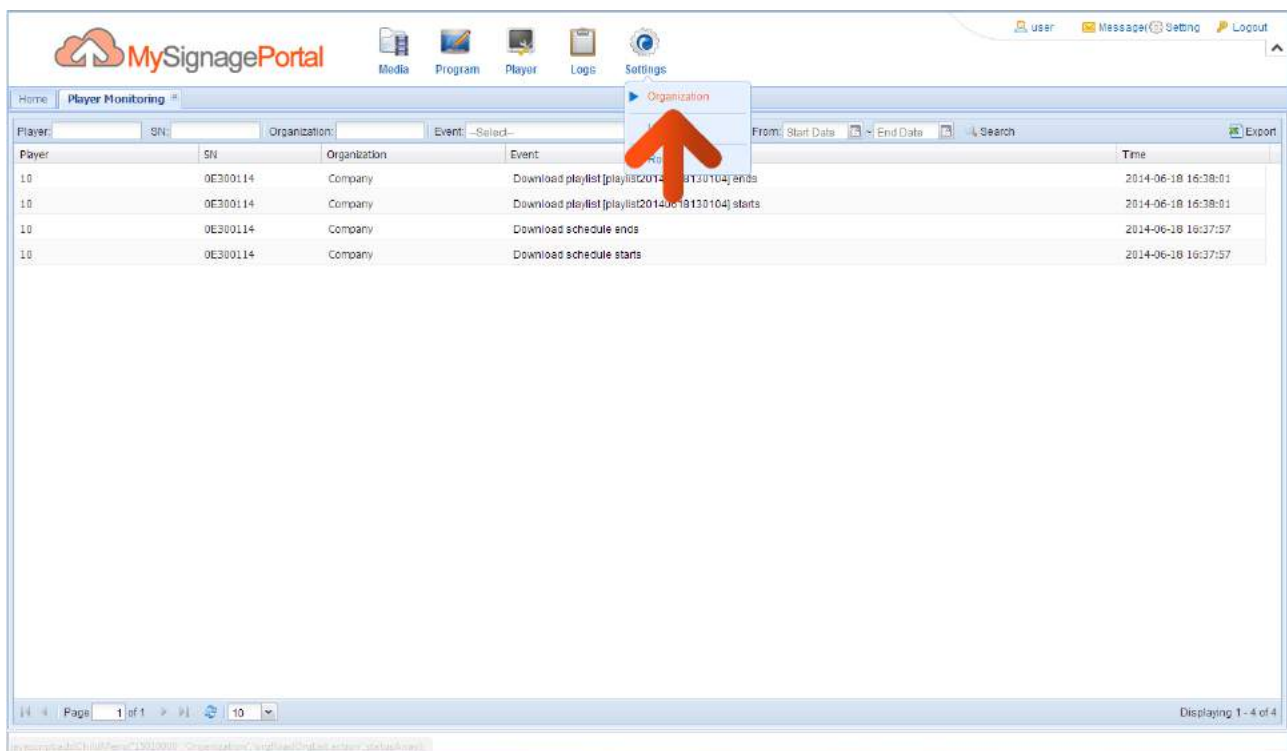 user Message( Setting Logout
MySignagePortal
Media Program Player Logs Settings
Home Player Monitoring
Organization
Player: SN: Organization: Event: --Select-- From: Start Date ~ End Date Search Export
Player SN Organization Event Time
10 0E300114 Company Download playlist [playlist20140618130104] ends 2014-06-18 16:38:01
10 0E300114 Company Download playlist [playlist20140618130104] starts 2014-06-18 16:38:01
10 0E300114 Company Download schedule ends 2014-06-18 16:37:57
10 0E300114 Company Download schedule starts 2014-06-18 16:37:57
Page 1 of 1 10 Displaying 1 - 4 of 4